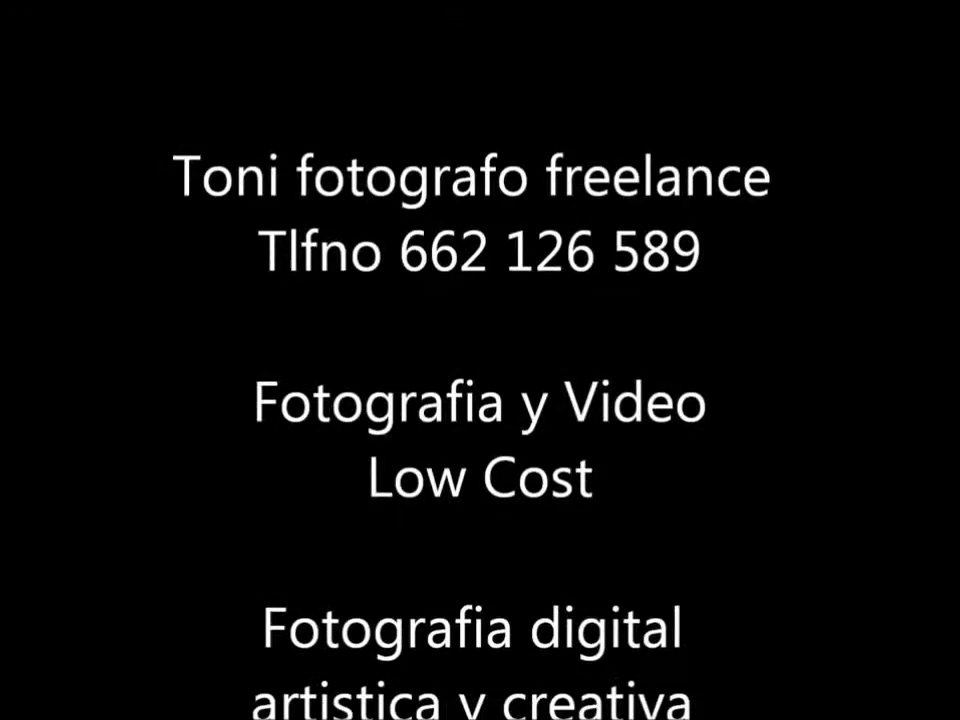 Toni fotografo freelance
Tlfno 662 126 589
Fotografia y Video
Low Cost
Fotografia digital
artistica y creativa